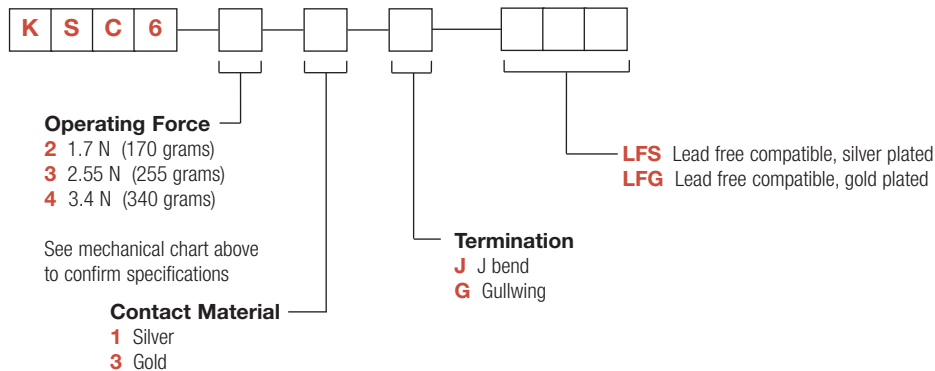 K S C 6
Operating Force
2 1.7 N (170 grams)
3 2.55 N (255 grams)
4 3.4 N (340 grams)
See mechanical chart above
to confirm specifications
Contact Material
1 Silver
3 Gold
Termination
J J bend
G Gullwing
LFS Lead free compatible, silver plated
LFG Lead free compatible, gold plated